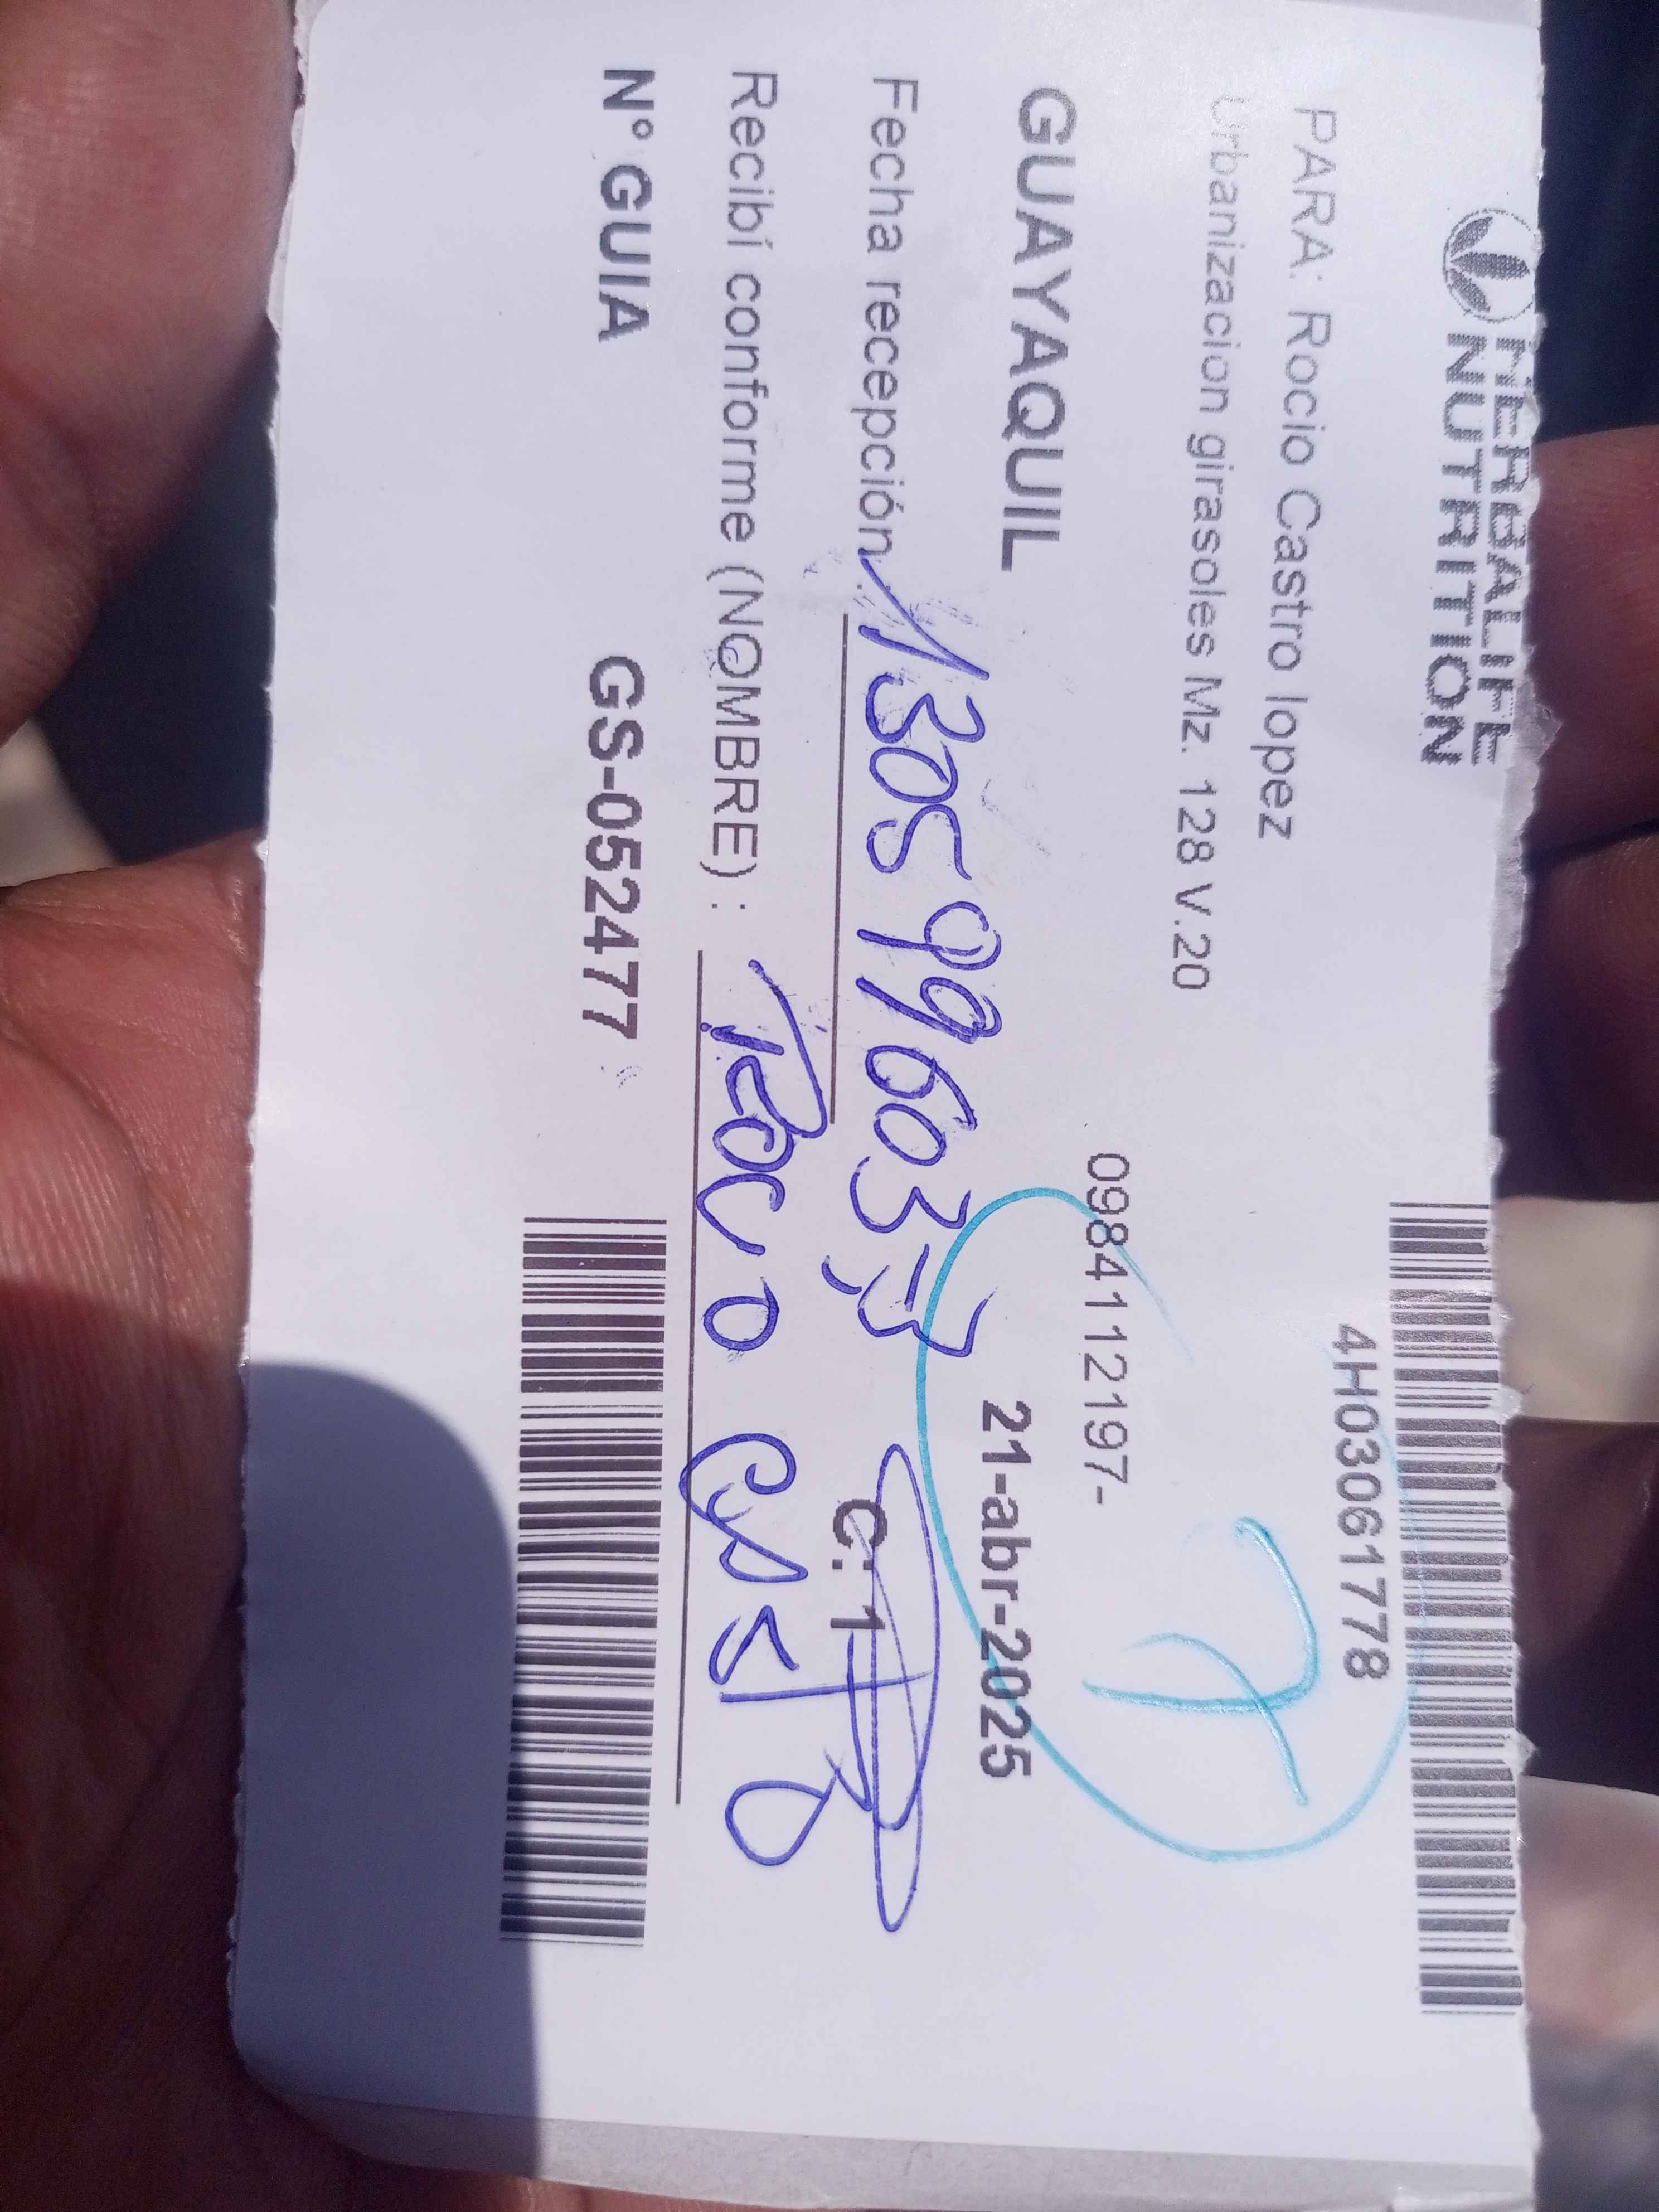 HERBALIFE
NUTRITION
4H03061778
PARA: Rocio Castro lopez
Urbanizacion girasoles Mz. 128 V.20
0984112197-
GUAYAQUIL
21-abr-2025
Fecha recepción
1305996033
C: 1
Recibí conforme (NOMBRE) : Rocio Castro
N° GUIA GS-052477